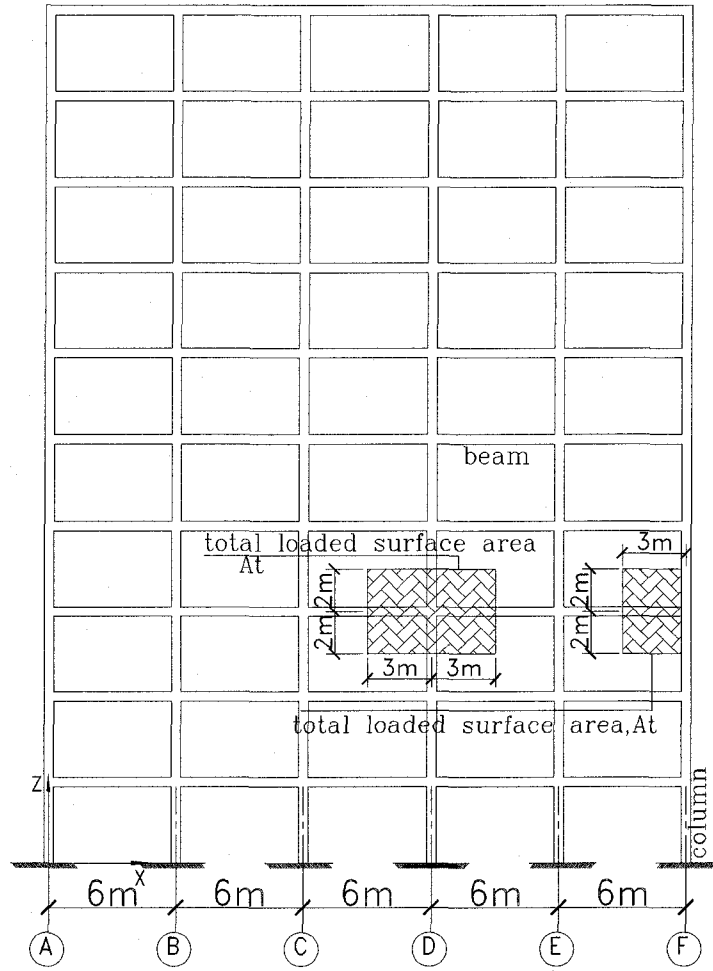 beam
total loaded surface area
At
3m
2m
2m
2m
2m
3m 3m
total loaded surface area,At
column
Z
X
6m 6m 6m 6m 6m
A B C D E F